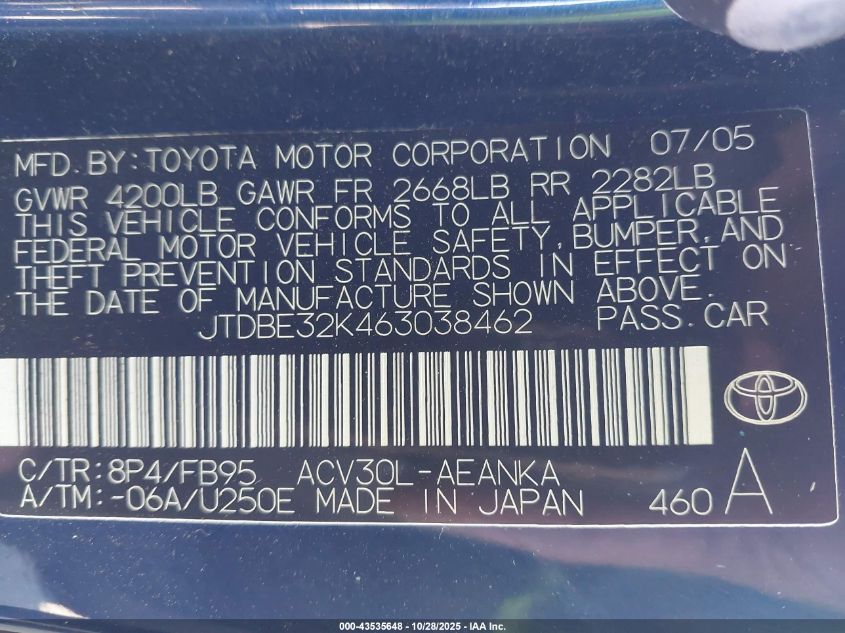 MFD. BY: TOYOTA MOTOR CORPORATION 07/05
GVWR 4200LB GAWR FR 2668LB RR 2282LB
THIS VEHICLE CONFORMS TO ALL APPLICABLE
FEDERAL MOTOR VEHICLE SAFETY, BUMPER, AND
THEFT PREVENTION STANDARDS IN EFFECT ON
THE DATE OF MANUFACTURE SHOWN ABOVE.
JTDBE32K463038462 PASS. CAR
C/TR: 8P4/FB95 ACV30L-AEANKA
A/TM: -06A/U250E MADE IN JAPAN 460 A
000-43535648 - 10/28/2025 - IAA Inc.